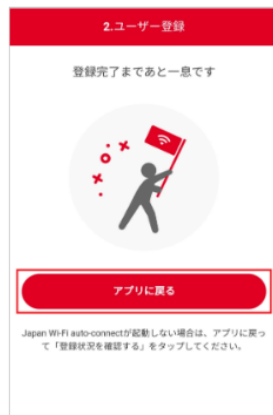 2.ユーザー登録
登録完了まであと一息です
アプリに戻る
Japan Wi-Fi auto-connectが起動しない場合は、アプリに戻っ
て「登録状況を確認する」をタップしてください。